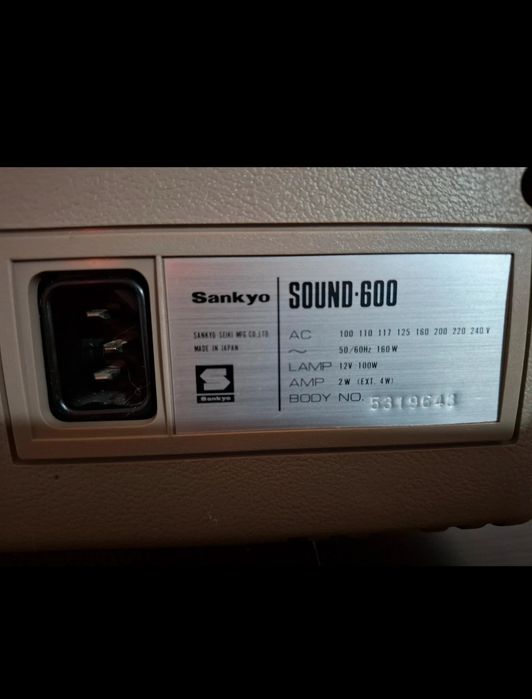 Sankyo
SANKYO SEIKI MFG CO.,LTD
MADE IN JAPAN
Sankyo
SOUND·600
AC 100 110 117 125 160 200 220 240 V
~ 50/60Hz 160W
LAMP 12V 100W
AMP 2W (EXT. 4W)
BODY NO. 5319643